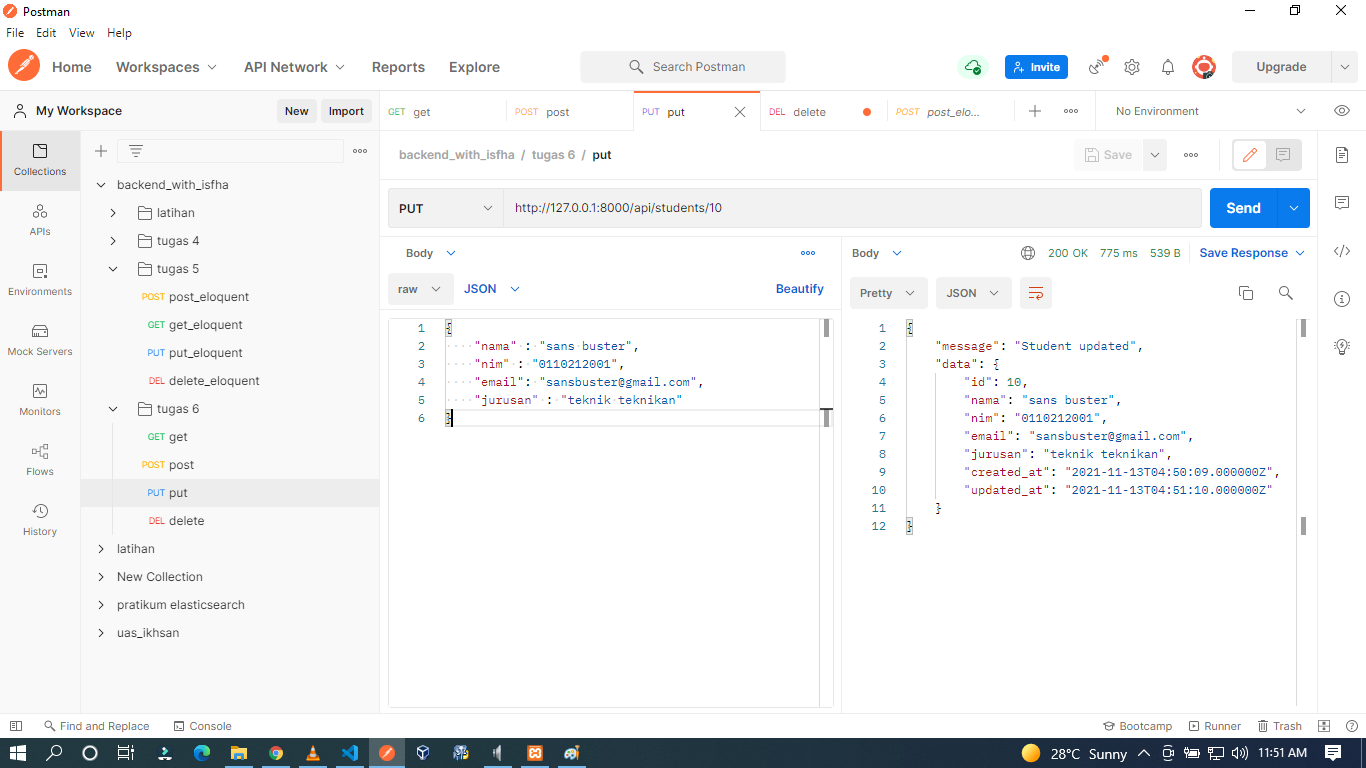 Postman
File Edit View Help
Home Workspaces API Network Reports Explore
Search Postman
Invite
Upgrade
My Workspace
New Import
GET get
POST post
PUT put
DEL delete
POST post_elo...
No Environment
Collections
APIs
Environments
Mock Servers
Monitors
Flows
History
backend_with_isfha
latihan
tugas 4
tugas 5
POST post_eloquent
GET get_eloquent
PUT put_eloquent
DEL delete_eloquent
tugas 6
GET get
POST post
PUT put
DEL delete
latihan
New Collection
pratikum elasticsearch
uas_ikhsan
backend_with_isfha / tugas 6 / put
Save
PUT
http://127.0.0.1:8000/api/students/10
Send
Body
raw JSON
Beautify
1 {
2 "nama" : "sans buster",
3 "nim" : "0110212001",
4 "email": "sansbuster@gmail.com",
5 "jurusan" : "teknik teknikan"
6 }
Body
200 OK 775 ms 539 B Save Response
Pretty JSON
1 {
2 "message": "Student updated",
3 "data": {
4 "id": 10,
5 "nama": "sans buster",
6 "nim": "0110212001",
7 "email": "sansbuster@gmail.com",
8 "jurusan": "teknik teknikan",
9 "created_at": "2021-11-13T04:50:09.000000Z",
10 "updated_at": "2021-11-13T04:51:10.000000Z"
11 }
12 }
Find and Replace Console
Bootcamp Runner Trash
28°C Sunny
11:51 AM